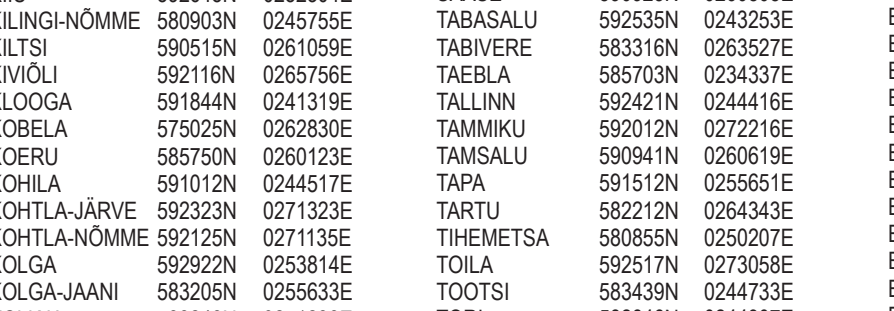 KILINGI-NÕMME 580903N 0245755E
KILTSI 590515N 0261059E
KIVIÕLI 592116N 0265756E
KLOOGA 591844N 0241319E
KOBELA 575025N 0262830E
KOERU 585750N 0260123E
KOHILA 591012N 0244517E
KOHTLA-JÄRVE 592323N 0271323E
KOHTLA-NÕMME 592125N 0271135E
KOLGA 592922N 0253814E
KOLGA-JAANI 583205N 0255633E
TABASALU 592535N 0243253E
TABIVERE 583316N 0263527E
TAEBLA 585703N 0234337E
TALLINN 592421N 0244416E
TAMMIKU 592012N 0272216E
TAMSALU 590941N 0260619E
TAPA 591512N 0255651E
TARTU 582212N 0264343E
TIHEMETSA 580855N 0250207E
TOILA 592517N 0273058E
TOOTSI 583439N 0244733E